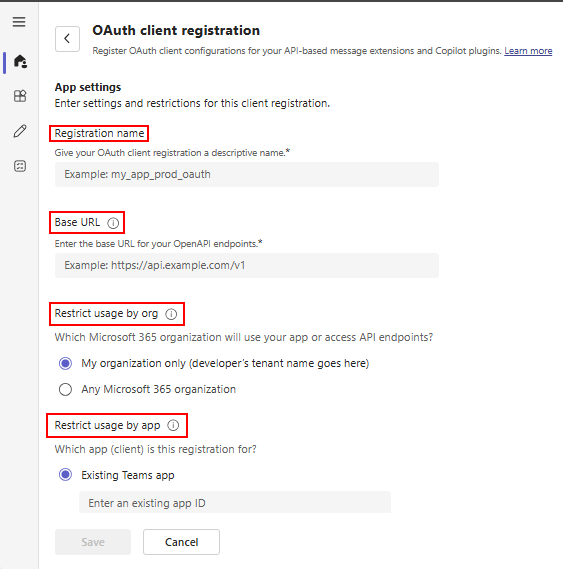 OAuth client registration
Register OAuth client configurations for your API-based message extensions and Copilot plugins. Learn more
App settings
Enter settings and restrictions for this client registration.
Registration name
Give your OAuth client registration a descriptive name.*
Example: my_app_prod_oauth
Base URL
Enter the base URL for your OpenAPI endpoints.*
Example: https://api.example.com/v1
Restrict usage by org
Which Microsoft 365 organization will use your app or access API endpoints?
My organization only (developer's tenant name goes here)
Any Microsoft 365 organization
Restrict usage by app
Which app (client) is this registration for?
Existing Teams app
Enter an existing app ID
Save Cancel